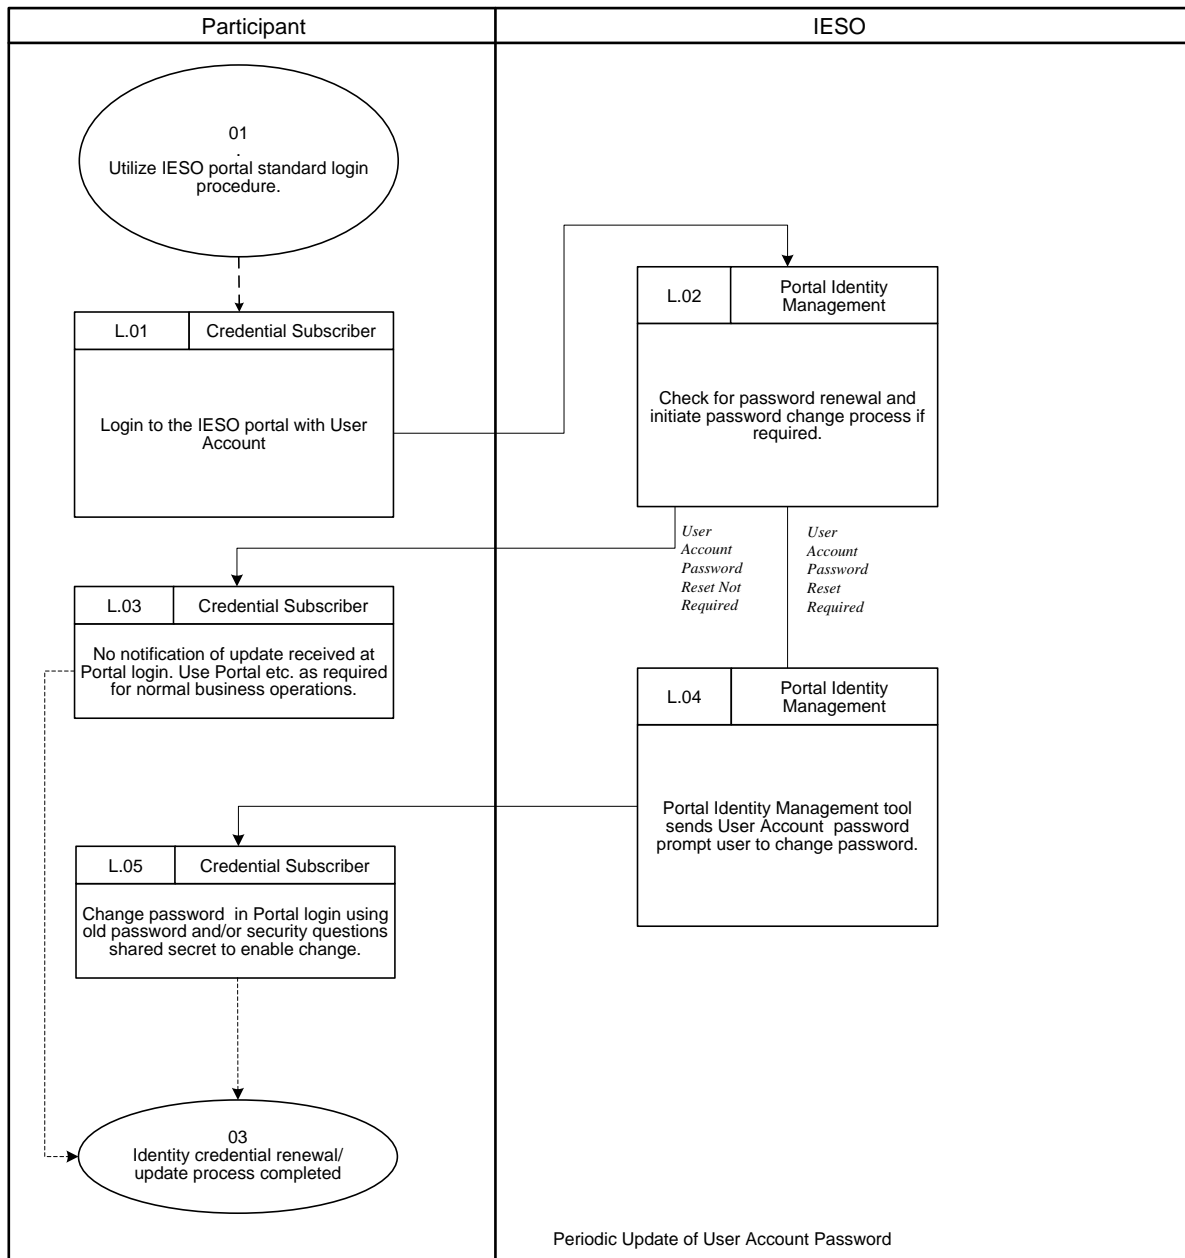 Participant
IESO
01
.
Utilize IESO portal standard login
procedure.
L.01
Credential Subscriber
Login to the IESO portal with User
Account
L.02
Portal Identity
Management
Check for password renewal and
initiate password change process if
required.
User
Account
Password
Reset Not
Required
User
Account
Password
Reset
Required
L.03
Credential Subscriber
No notification of update received at
Portal login. Use Portal etc. as required
for normal business operations.
L.04
Portal Identity
Management
Portal Identity Management tool
sends User Account  password
prompt user to change password.
L.05
Credential Subscriber
Change password  in Portal login using
old password and/or security questions
shared secret to enable change.
03
Identity credential renewal/
update process completed
Periodic Update of User Account Password